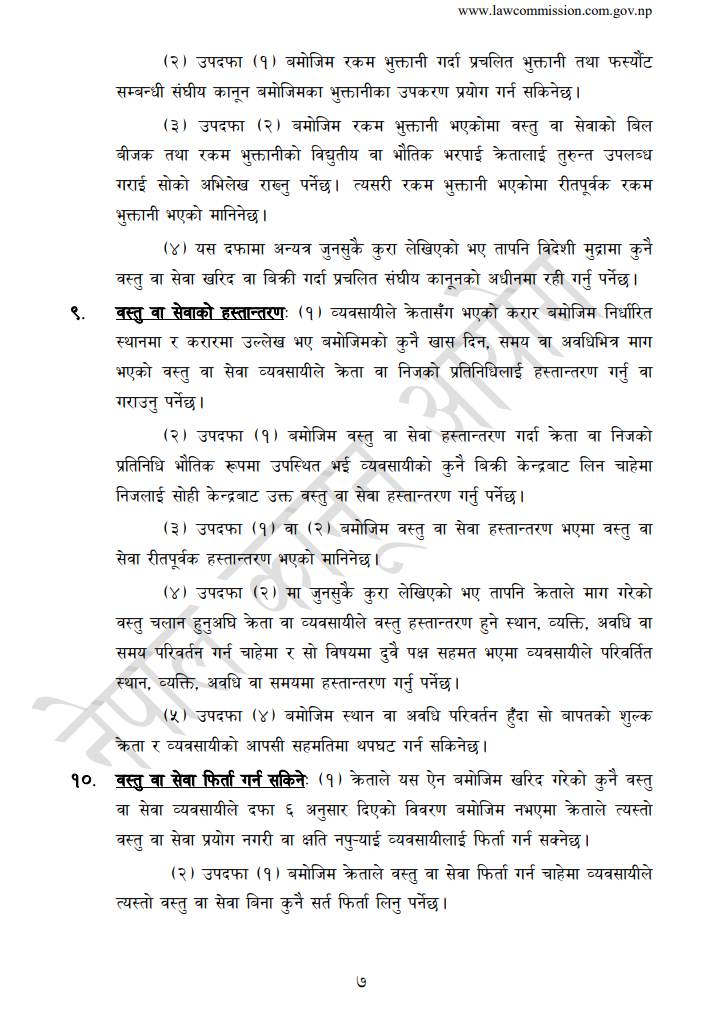 www.lawcommission.com.gov.np
(२) उपदफा (१) बमोजिम रकम भुक्तानी गर्दा प्रचलित भुक्तानी तथा फर्स्यौट
सम्बन्धी संघीय कानून बमोजिमका भुक्तानीका उपकरण प्रयोग गर्न सकिनेछ।
(३) उपदफा (२) बमोजिम रकम भुक्तानी भएकोमा वस्तु वा सेवाको बिल
बीजक तथा रकम भुक्तानीको विद्युतीय वा भौतिक भरपाई क्रेतालाई तुरुन्त उपलब्ध
गराई सोको अभिलेख राख्नु पर्नेछ। त्यसरी रकम भुक्तानी भएकोमा रीतपूर्वक रकम
भुक्तानी भएको मानिनेछ।
(४) यस दफामा अन्यत्र जुनसुकै कुरा लेखिएको भए तापनि विदेशी मुद्रामा कुनै
वस्तु वा सेवा खरिद वा बिक्री गर्दा प्रचलित संघीय कानूनको अधीनमा रही गर्नु पर्नेछ।
९. वस्तु वा सेवाको हस्तान्तरणः (१) व्यवसायीले क्रेतासँग भएको करार बमोजिम निर्धारित
स्थानमा र करारमा उल्लेख भए बमोजिमको कुनै खास दिन, समय वा अवधिभित्र माग
भएको वस्तु वा सेवा व्यवसायीले क्रेता वा निजको प्रतिनिधिलाई हस्तान्तरण गर्नु वा
गराउनु पर्नेछ।
(२) उपदफा (१) बमोजिम वस्तु वा सेवा हस्तान्तरण गर्दा क्रेता वा निजको
प्रतिनिधि भौतिक रूपमा उपस्थित भई व्यवसायीको कुनै बिक्री केन्द्रबाट लिन चाहेमा
निजलाई सोही केन्द्रबाट उक्त वस्तु वा सेवा हस्तान्तरण गर्नु पर्नेछ।
(३) उपदफा (१) वा (२) बमोजिम वस्तु वा सेवा हस्तान्तरण भएमा वस्तु वा
सेवा रीतपूर्वक हस्तान्तरण भएको मानिनेछ।
(४) उपदफा (२) मा जुनसुकै कुरा लेखिएको भए तापनि क्रेताले माग गरेको
वस्तु चलान हुनुअघि क्रेता वा व्यवसायीले वस्तु हस्तान्तरण हुने स्थान, व्यक्ति, अवधि वा
समय परिवर्तन गर्न चाहेमा र सो विषयमा दुवै पक्ष सहमत भएमा व्यवसायीले परिवर्तित
स्थान, व्यक्ति, अवधि वा समयमा हस्तान्तरण गर्नु पर्नेछ।
(५) उपदफा (४) बमोजिम स्थान वा अवधि परिवर्तन हुँदा सो बापतको शुल्क
क्रेता र व्यवसायीको आपसी सहमतिमा थपघट गर्न सकिनेछ।
१०. वस्तु वा सेवा फिर्ता गर्न सकिनेः (१) क्रेताले यस ऐन बमोजिम खरिद गरेको कुनै वस्तु
वा सेवा व्यवसायीले दफा ६ अनुसार दिएको विवरण बमोजिम नभएमा क्रेताले त्यस्तो
वस्तु वा सेवा प्रयोग नगरी वा क्षति नपुऱ्याई व्यवसायीलाई फिर्ता गर्न सक्नेछ।
(२) उपदफा (१) बमोजिम क्रेताले वस्तु वा सेवा फिर्ता गर्न चाहेमा व्यवसायीले
त्यस्तो वस्तु वा सेवा बिना कुनै सर्त फिर्ता लिनु पर्नेछ।
७
नेपाल कानून आयोग